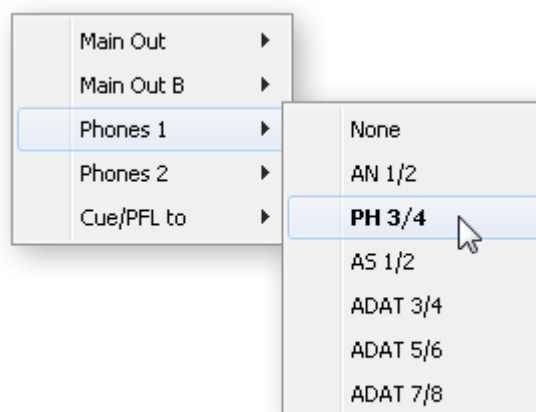 Main Out
Main Out B
Phones 1
Phones 2
Cue/PFL to
None
AN 1/2
PH 3/4
AS 1/2
ADAT 3/4
ADAT 5/6
ADAT 7/8